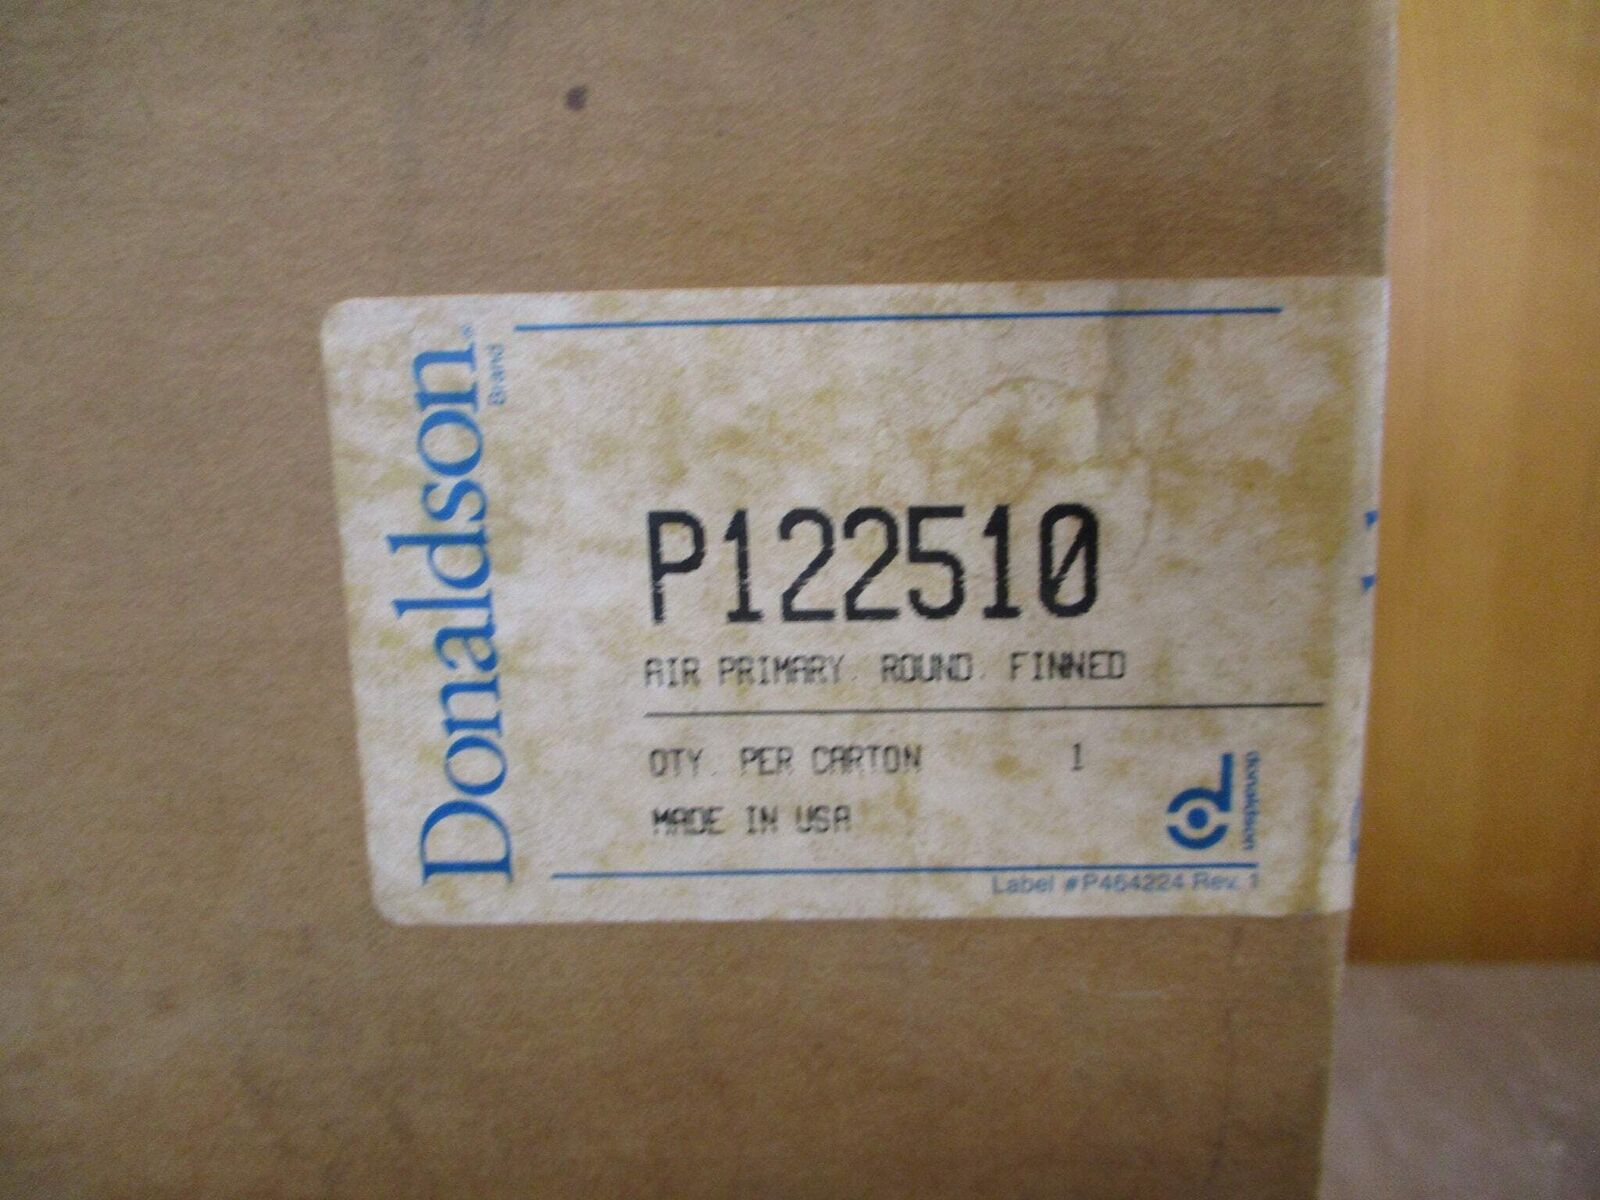 Donaldson
Brand
P122510
AIR PRIMARY, ROUND, FINNED
QTY. PER CARTON 1
MADE IN USA
donaldson
Label #P464224 Rev. 1